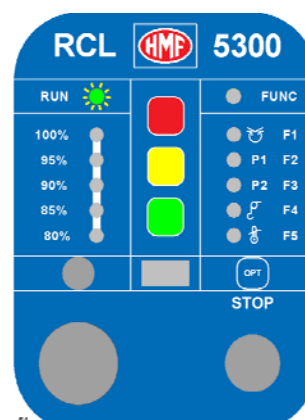 RCL HMF 5300
RUN FUNC
100% F1
95% P1 F2
90% P2 F3
85% F4
80% F5
OPT
STOP